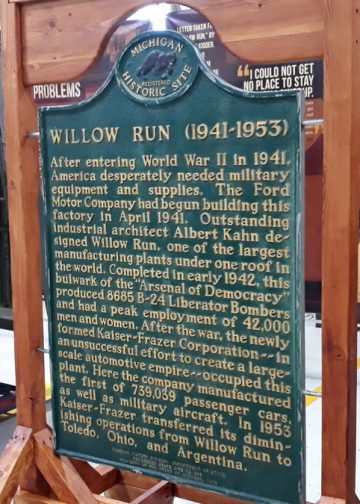 LETTER TAKEN F
OW RUN," BY
KIDDER.
PROBLEMS
"I COULD NOT GET
NO PLACE TO STAY
MICHIGAN
REGISTERED
HISTORIC SITE
WILLOW RUN (1941-1953)
After entering World War II in 1941,
America desperately needed military
equipment and supplies. The Ford
Motor Company had begun building this
factory in April 1941. Outstanding
industrial architect Albert Kahn de-
signed Willow Run, one of the largest
manufacturing plants under one roof in
the world. Completed in early 1942, this
bulwark of the "Arsenal of Democracy"
produced 8685 B-24 Liberator Bombers
and had a peak employment of 42,000
men and women. After the war, the newly
formed Kaiser-Frazer Corporation--in
an unsuccessful effort to create a large-
scale automotive empire--occupied this
plant. Here the company manufactured
the first of 739,039 passenger cars,
as well as military aircraft. In 1953
Kaiser-Frazer transferred its dimin-
ishing operations from Willow Run to
Toledo, Ohio, and Argentina.